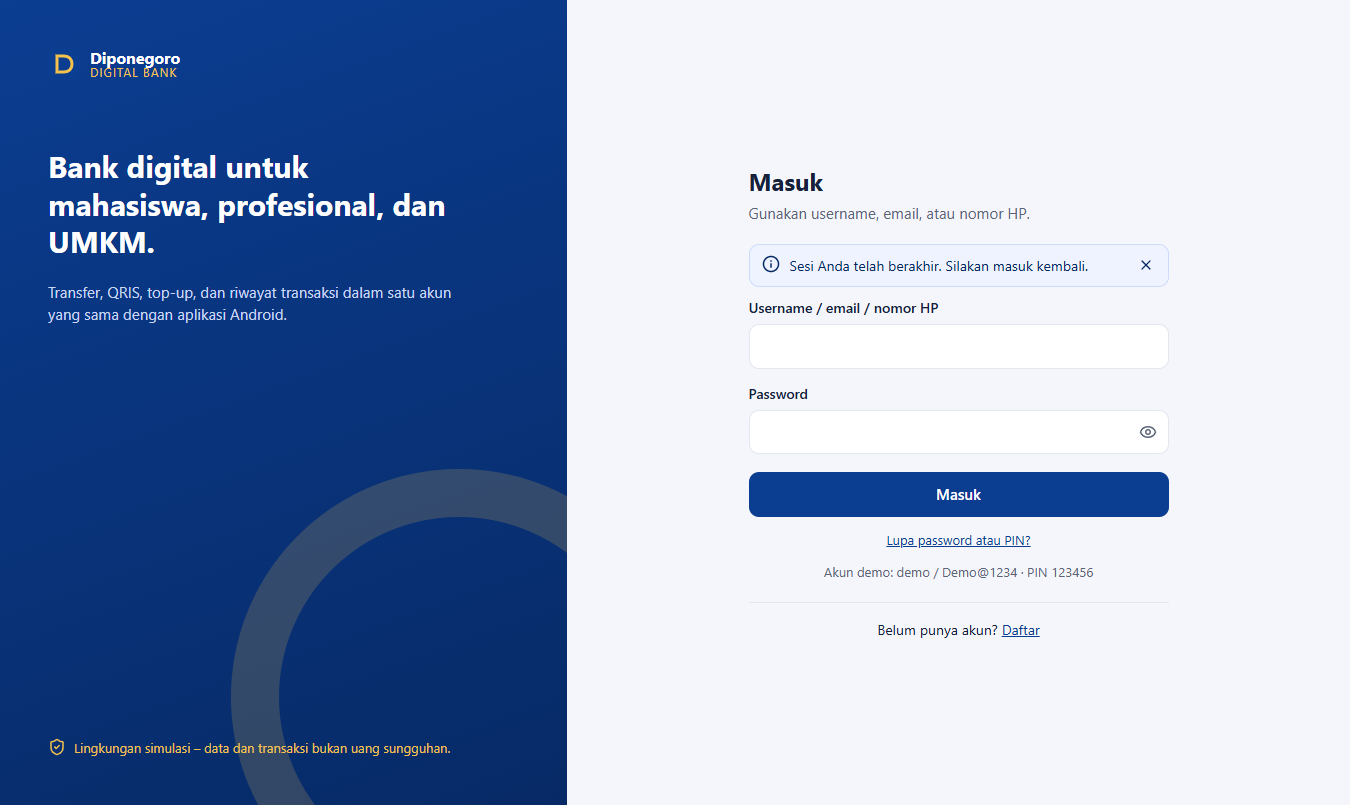 D
Diponegoro
DIGITAL BANK
Bank digital untuk
mahasiswa, profesional, dan
UMKM.
Transfer, QRIS, top-up, dan riwayat transaksi dalam satu akun
yang sama dengan aplikasi Android.
Lingkungan simulasi – data dan transaksi bukan uang sungguhan.
Masuk
Gunakan username, email, atau nomor HP.
Sesi Anda telah berakhir. Silakan masuk kembali.
Username / email / nomor HP
Password
Masuk
Lupa password atau PIN?
Akun demo: demo / Demo@1234 · PIN 123456
Belum punya akun? Daftar